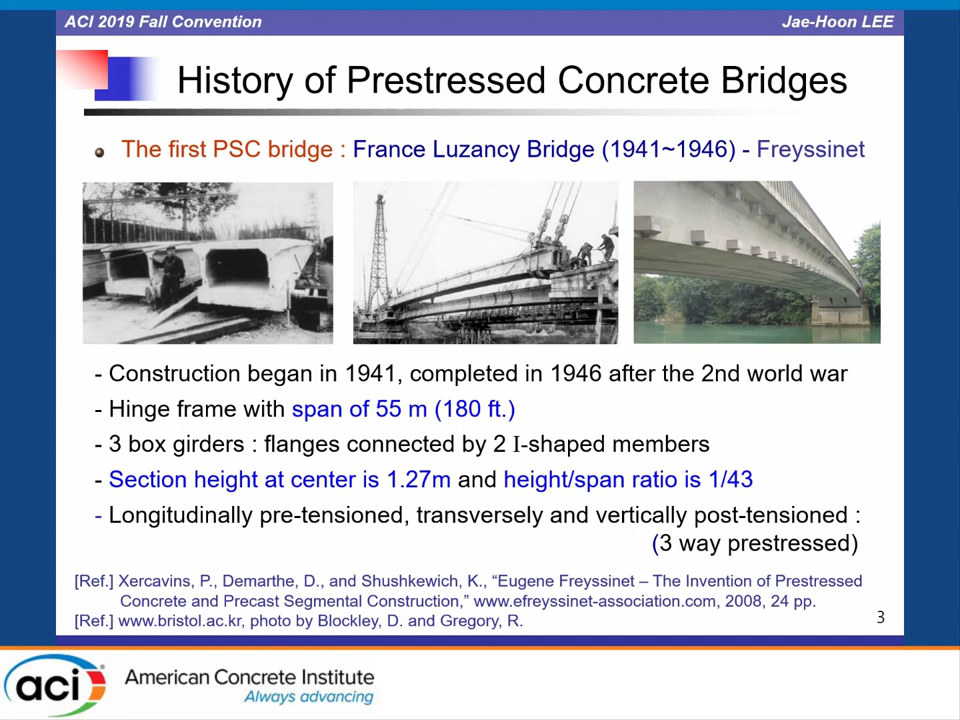 ACI 2019 Fall Convention
Jae-Hoon LEE
History of Prestressed Concrete Bridges
The first PSC bridge : France Luzancy Bridge (1941~1946) - Freyssinet
- Construction began in 1941, completed in 1946 after the 2nd world war
- Hinge frame with span of 55 m (180 ft.)
- 3 box girders : flanges connected by 2 I-shaped members
- Section height at center is 1.27m and height/span ratio is 1/43
- Longitudinally pre-tensioned, transversely and vertically post-tensioned :
(3 way prestressed)
[Ref.] Xercavins, P., Demarthe, D., and Shushkewich, K., “Eugene Freyssinet – The Invention of Prestressed
Concrete and Precast Segmental Construction,” www.efreyssinet-association.com, 2008, 24 pp.
[Ref.] www.bristol.ac.kr, photo by Blockley, D. and Gregory, R.
3
aci
American Concrete Institute
Always advancing